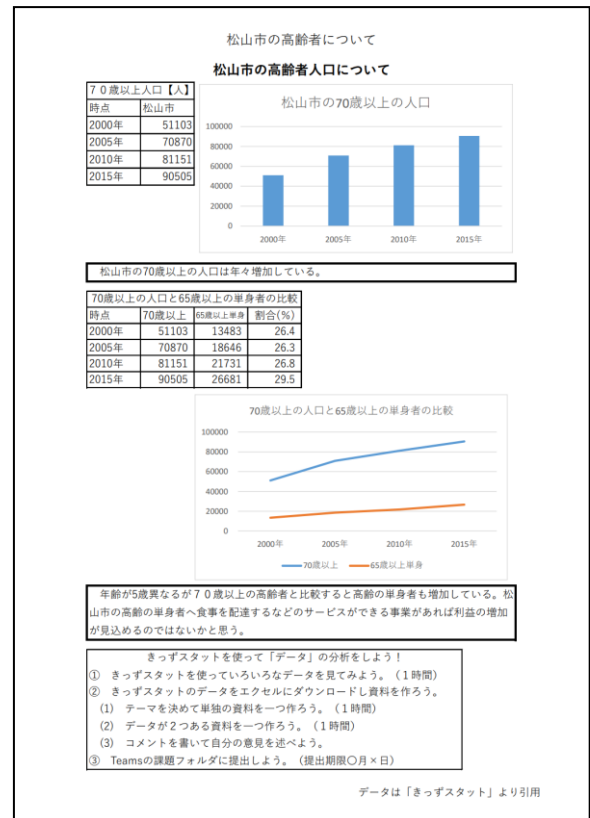 松山市の高齢者について
松山市の高齢者人口について
７０歳以上人口【人】
時点 松山市
2000年 51103
2005年 70870
2010年 81151
2015年 90505
松山市の70歳以上の人口
100000
80000
60000
40000
20000
0
2000年 2005年 2010年 2015年
松山市の70歳以上の人口は年々増加している。
70歳以上の人口と65歳以上の単身者の比較
時点 70歳以上 65歳以上単身 割合(%)
2000年 51103 13483 26.4
2005年 70870 18646 26.3
2010年 81151 21731 26.8
2015年 90505 26681 29.5
70歳以上の人口と65歳以上の単身者の比較
100000
80000
60000
40000
20000
0
2000年 2005年 2010年 2015年
70歳以上 65歳以上単身
年齢が5歳異なるが７０歳以上の高齢者と比較すると高齢の単身者も増加している。松
山市の高齢の単身者へ食事を配達するなどのサービスができる事業があれば利益の増加
が見込めるのではないかと思う。
きっずスタットを使って「データ」の分析をしよう！
① きっずスタットを使っていろいろなデータを見てみよう。（１時間）
② きっずスタットのデータをエクセルにダウンロードし資料を作ろう。
(1) テーマを決めて単独の資料を一つ作ろう。（１時間）
(2) データが２つある資料を一つ作ろう。（１時間）
(3) コメントを書いて自分の意見を述べよう。
③ Teamsの課題フォルダに提出しよう。（提出期限〇月×日）
データは「きっずスタット」より引用